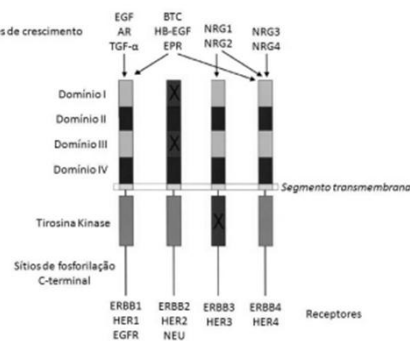 es de crescimento
EGF
AR
TGF-α
BTC
HB-EGF
EPR
NRG1
NRG2
NRG3
NRG4
Domínio I
X
Domínio II
Domínio III
X
Domínio IV
Segmento transmembrana
Tirosina Kinase
X
Sítios de fosforilação
C-terminal
ERBB1
HER1
EGFR
ERBB2
HER2
NEU
ERBB3
HER3
ERBB4
HER4
Receptores